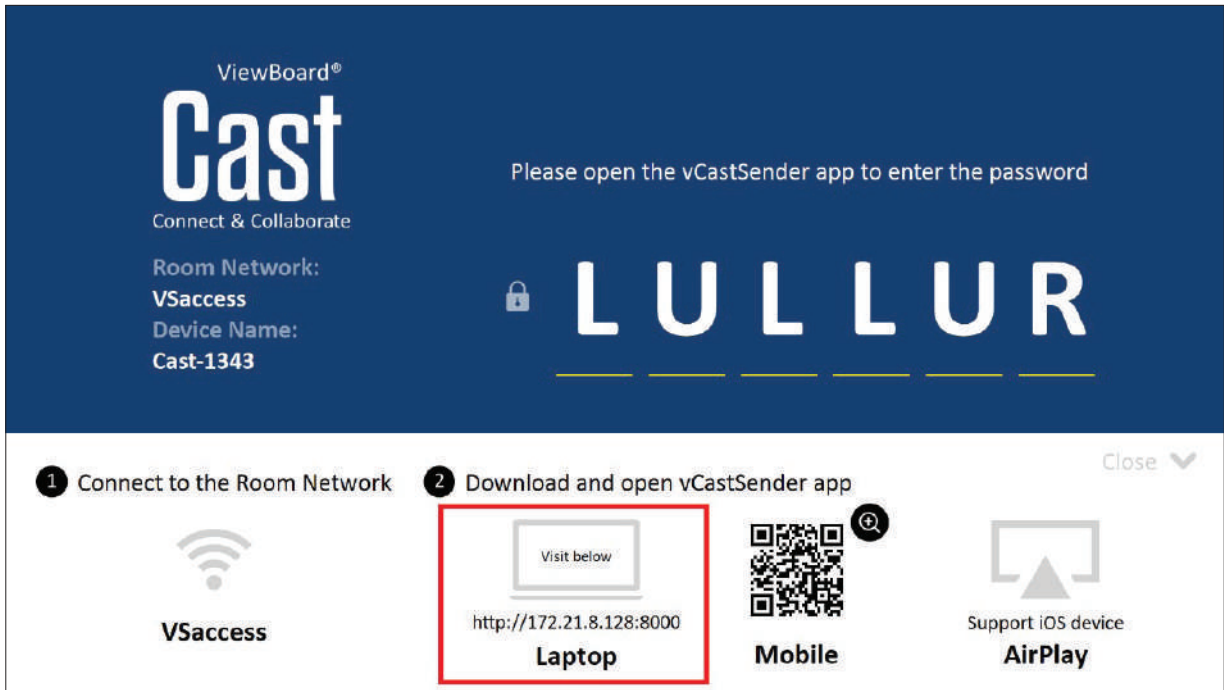 ViewBoard®
Cast
Connect & Collaborate
Room Network:
VSaccess
Device Name:
Cast-1343
Please open the vCastSender app to enter the password
L U L L U R
Close
1 Connect to the Room Network
VSaccess
2 Download and open vCastSender app
Visit below
http://172.21.8.128:8000
Laptop
Mobile
Support iOS device
AirPlay